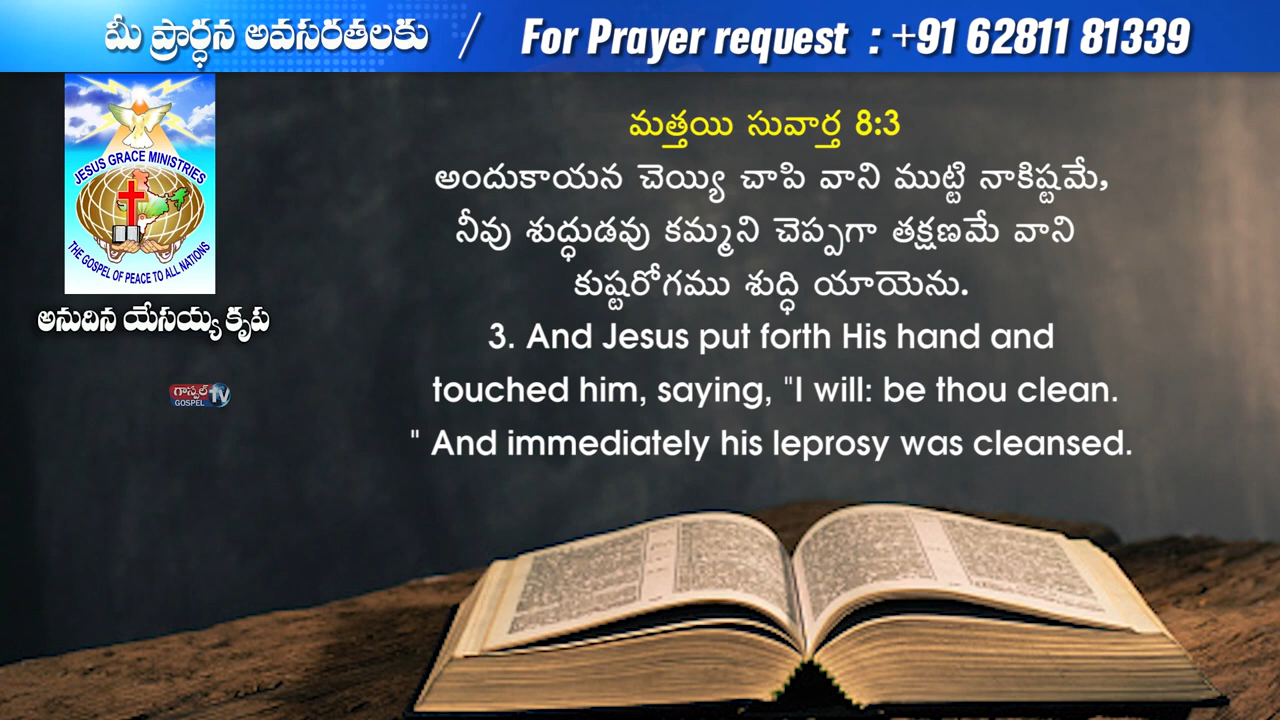 మీ ప్రార్ధన అవసరతలకు / For Prayer request : +91 62811 81339
JESUS GRACE MINISTRIES
THE GOSPEL OF PEACE TO ALL NATIONS
అనుదిన యేసయ్య కృప
గాస్పెల్ TV
GOSPEL
మత్తయి సువార్త 8:3
అందుకాయన చెయ్యి చాపి వాని ముట్టి నాకిష్టమే,
నీవు శుద్ధుడవు కమ్మని చెప్పగా తక్షణమే వాని
కుష్టరోగము శుద్ధి యాయెను.
3. And Jesus put forth His hand and
touched him, saying, "I will: be thou clean.
" And immediately his leprosy was cleansed.